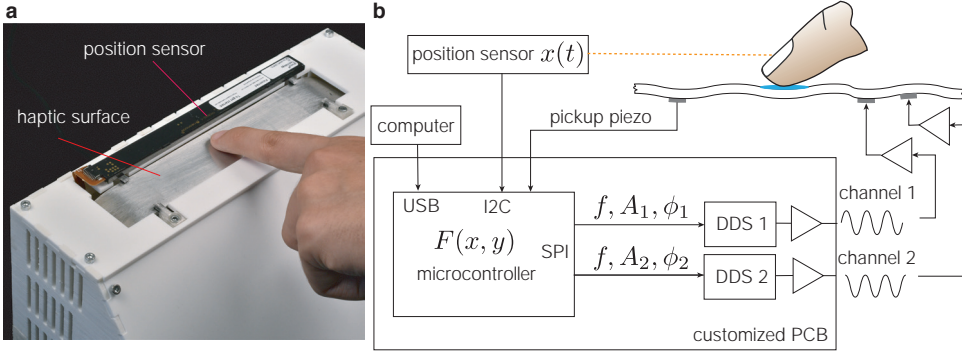 a
position sensor
haptic surface
b
position sensor x(t)
computer
pickup piezo
USB
I2C
F(x, y)
SPI
microcontroller
f, A₁, ϕ₁
DDS 1
channel 1
f, A₂, ϕ₂
DDS 2
channel 2
customized PCB